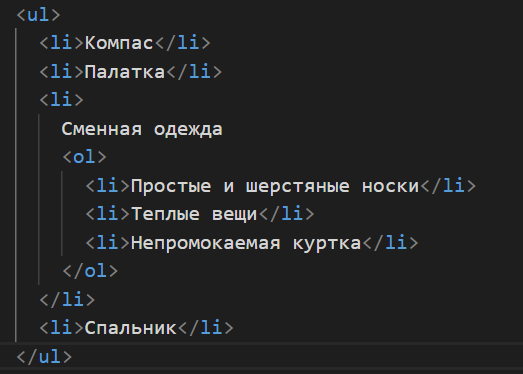 <ul>
<li>Компас</li>
<li>Палатка</li>
<li>
Сменная одежда
<ol>
<li>Простые и шерстяные носки</li>
<li>Теплые вещи</li>
<li>Непромокаемая куртка</li>
</ol>
</li>
<li>Спальник</li>
</ul>